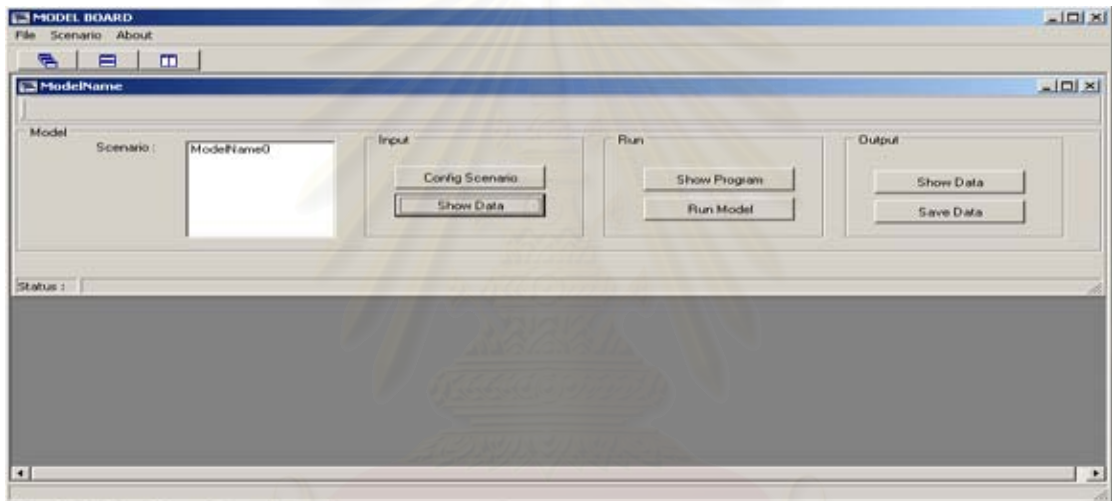 MODEL BOARD
File Scenario About
ModelName
Model
Scenario :
ModelName0
Input
Config Scenario
Show Data
Run
Show Program
Run Model
Output
Show Data
Save Data
Status :